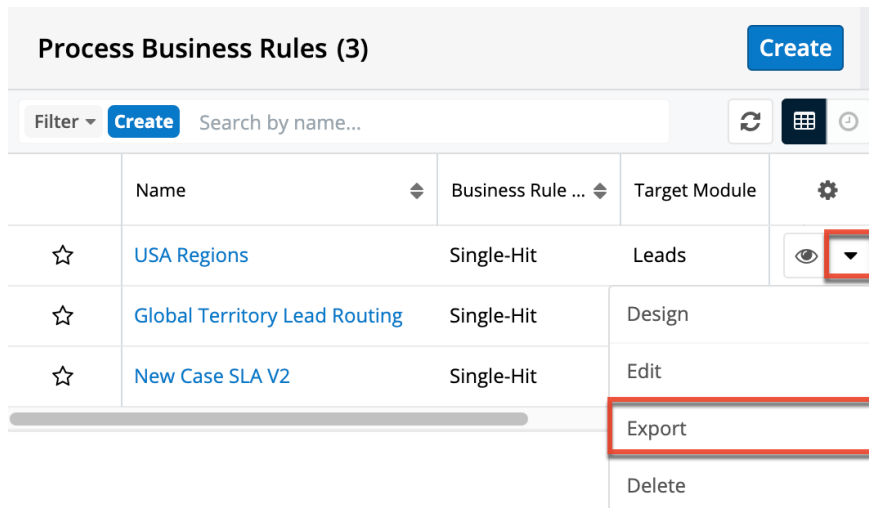 Process Business Rules (3)
Create
Filter Create Search by name...
Name Business Rule ... Target Module
USA Regions Single-Hit Leads
Global Territory Lead Routing Single-Hit
New Case SLA V2 Single-Hit
Design
Edit
Export
Delete